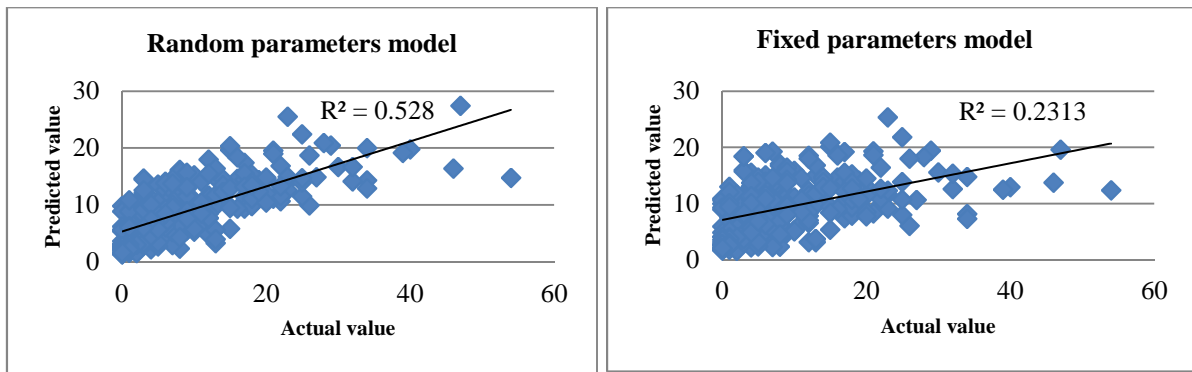 Random parameters model
R² = 0.528
Predicted value
30
20
10
0
0 20 40 60
Actual value
Fixed parameters model
R² = 0.2313
Predicted value
30
20
10
0
0 20 40 60
Actual value